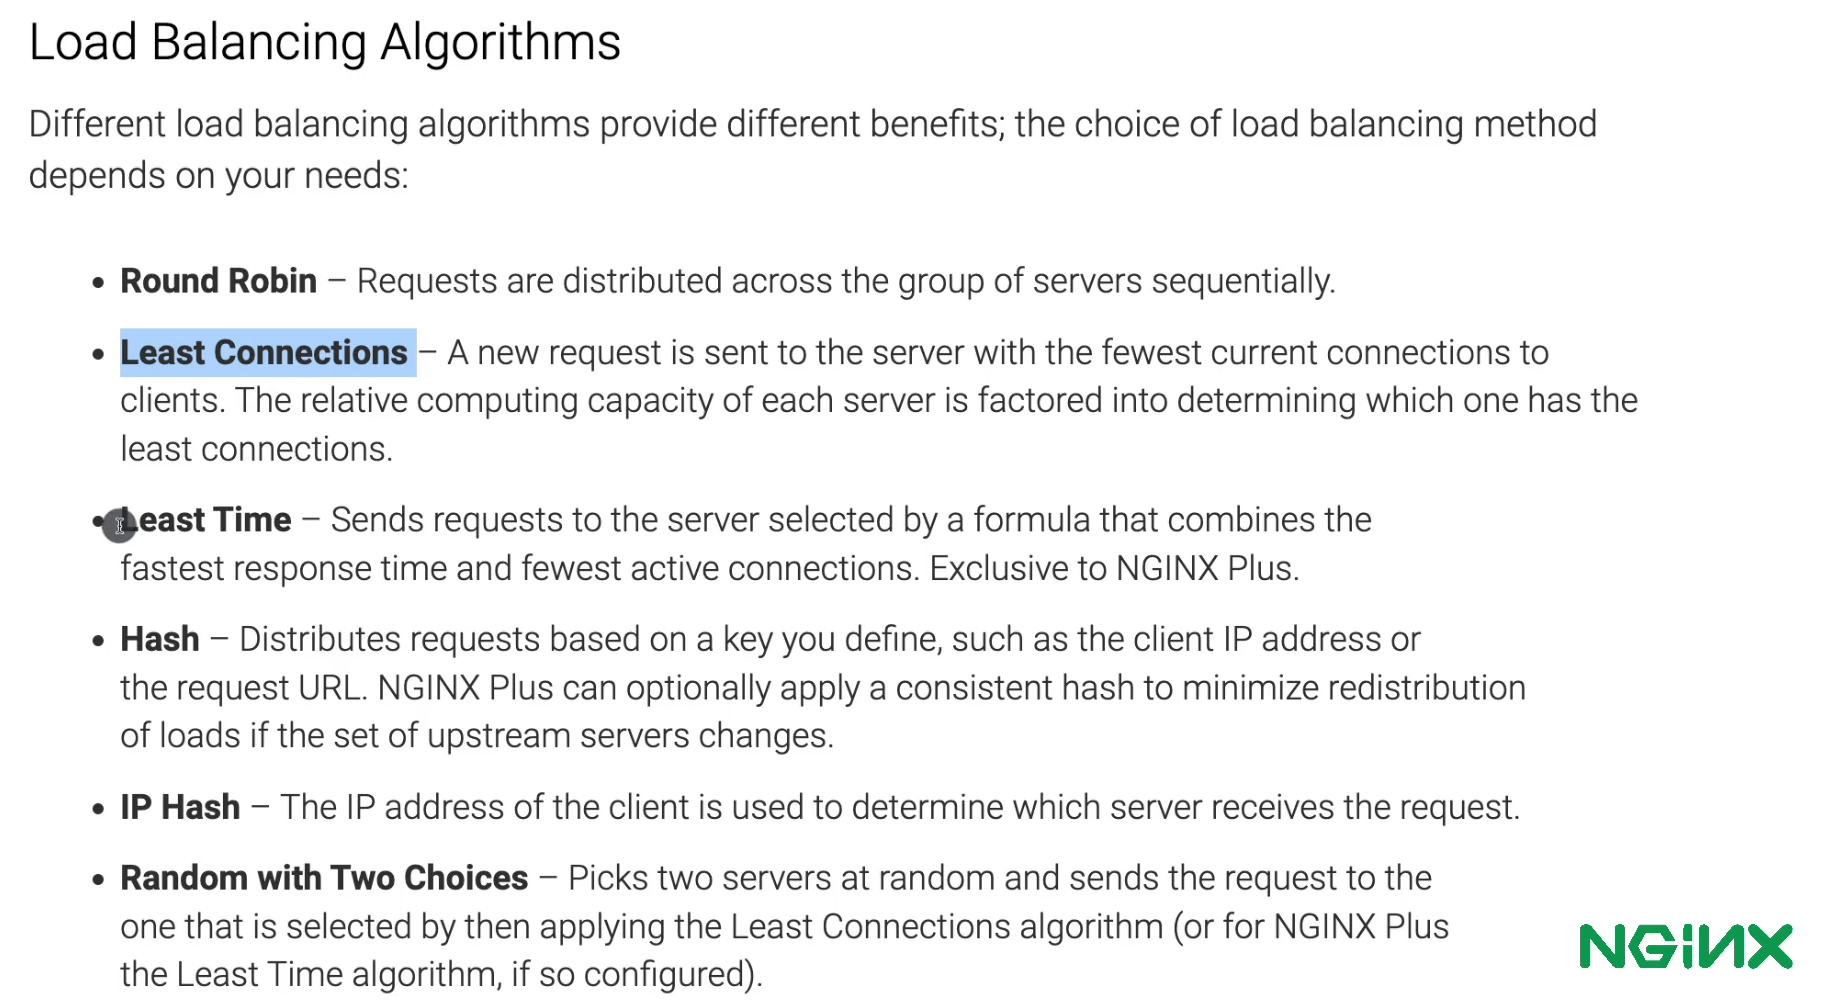 Load Balancing Algorithms
Different load balancing algorithms provide different benefits; the choice of load balancing method
depends on your needs:
• Round Robin – Requests are distributed across the group of servers sequentially.
• Least Connections – A new request is sent to the server with the fewest current connections to
clients. The relative computing capacity of each server is factored into determining which one has the
least connections.
• Least Time – Sends requests to the server selected by a formula that combines the
fastest response time and fewest active connections. Exclusive to NGINX Plus.
• Hash – Distributes requests based on a key you define, such as the client IP address or
the request URL. NGINX Plus can optionally apply a consistent hash to minimize redistribution
of loads if the set of upstream servers changes.
• IP Hash – The IP address of the client is used to determine which server receives the request.
• Random with Two Choices – Picks two servers at random and sends the request to the
one that is selected by then applying the Least Connections algorithm (or for NGINX Plus
the Least Time algorithm, if so configured).
NGiNX